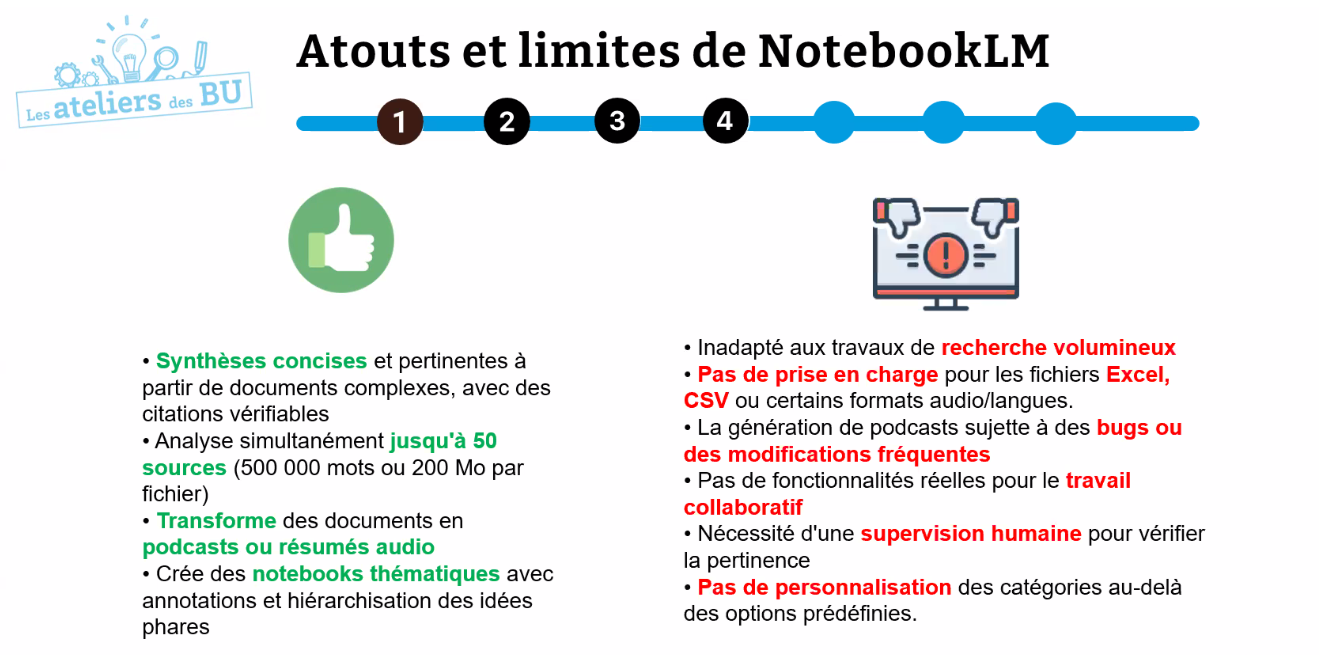 Les ateliers des BU
Atouts et limites de NotebookLM
1 2 3 4
• Synthèses concises et pertinentes à
partir de documents complexes, avec des
citations vérifiables
• Analyse simultanément jusqu'à 50
sources (500 000 mots ou 200 Mo par
fichier)
• Transforme des documents en
podcasts ou résumés audio
• Crée des notebooks thématiques avec
annotations et hiérarchisation des idées
phares
• Inadapté aux travaux de recherche volumineux
• Pas de prise en charge pour les fichiers Excel,
CSV ou certains formats audio/langues.
• La génération de podcasts sujette à des bugs ou
des modifications fréquentes
• Pas de fonctionnalités réelles pour le travail
collaboratif
• Nécessité d'une supervision humaine pour vérifier
la pertinence
• Pas de personnalisation des catégories au-delà
des options prédéfinies.